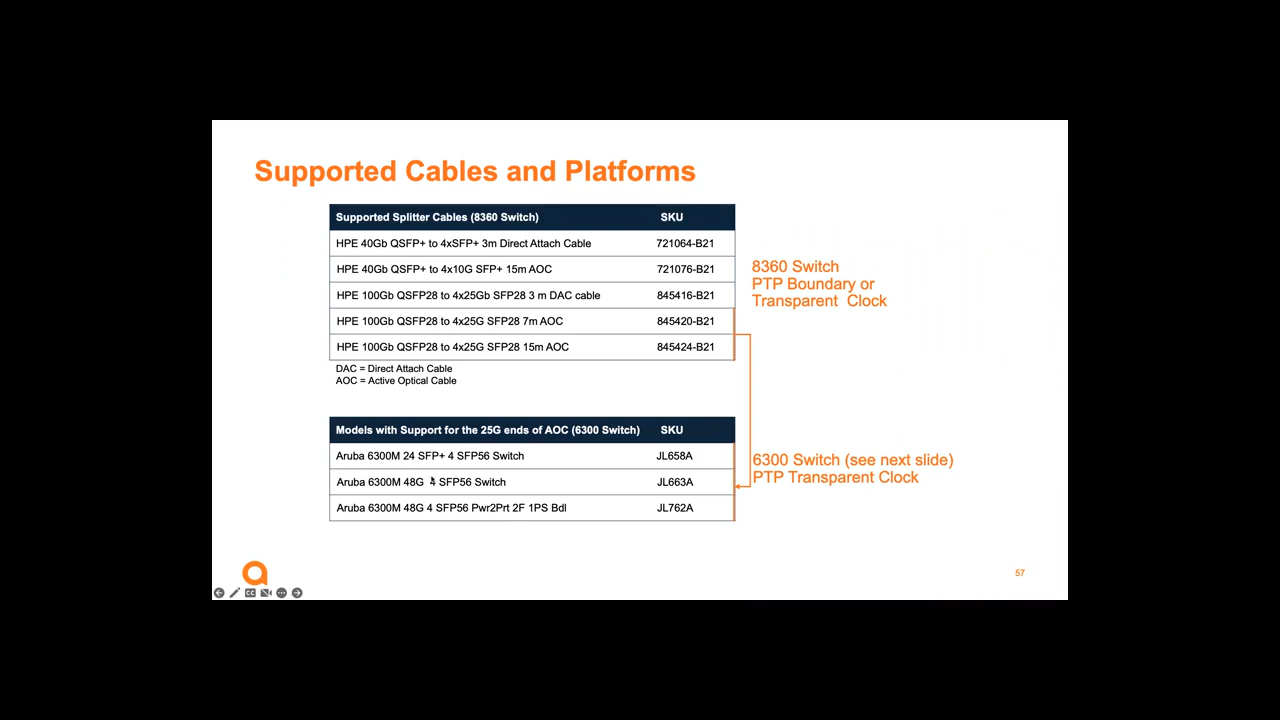 Supported Cables and Platforms
Supported Splitter Cables (8360 Switch) SKU
HPE 40Gb QSFP+ to 4xSFP+ 3m Direct Attach Cable 721064-B21
HPE 40Gb QSFP+ to 4x10G SFP+ 15m AOC 721076-B21
HPE 100Gb QSFP28 to 4x25Gb SFP28 3 m DAC cable 845416-B21
HPE 100Gb QSFP28 to 4x25G SFP28 7m AOC 845420-B21
HPE 100Gb QSFP28 to 4x25G SFP28 15m AOC 845424-B21
DAC = Direct Attach Cable
AOC = Active Optical Cable
8360 Switch
PTP Boundary or
Transparent Clock
Models with Support for the 25G ends of AOC (6300 Switch) SKU
Aruba 6300M 24 SFP+ 4 SFP56 Switch JL658A
Aruba 6300M 48G 4 SFP56 Switch JL663A
Aruba 6300M 48G 4 SFP56 Pwr2Prt 2F 1PS Bdl JL762A
6300 Switch (see next slide)
PTP Transparent Clock
57
CC